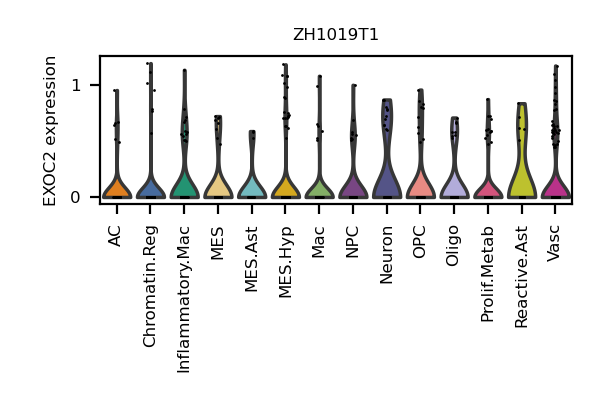 ZH1019T1
EXOC2 expression
1
0
AC
Chromatin.Reg
Inflammatory.Mac
MES
MES.Ast
MES.Hyp
Mac
NPC
Neuron
OPC
Oligo
Prolif.Metab
Reactive.Ast
Vasc